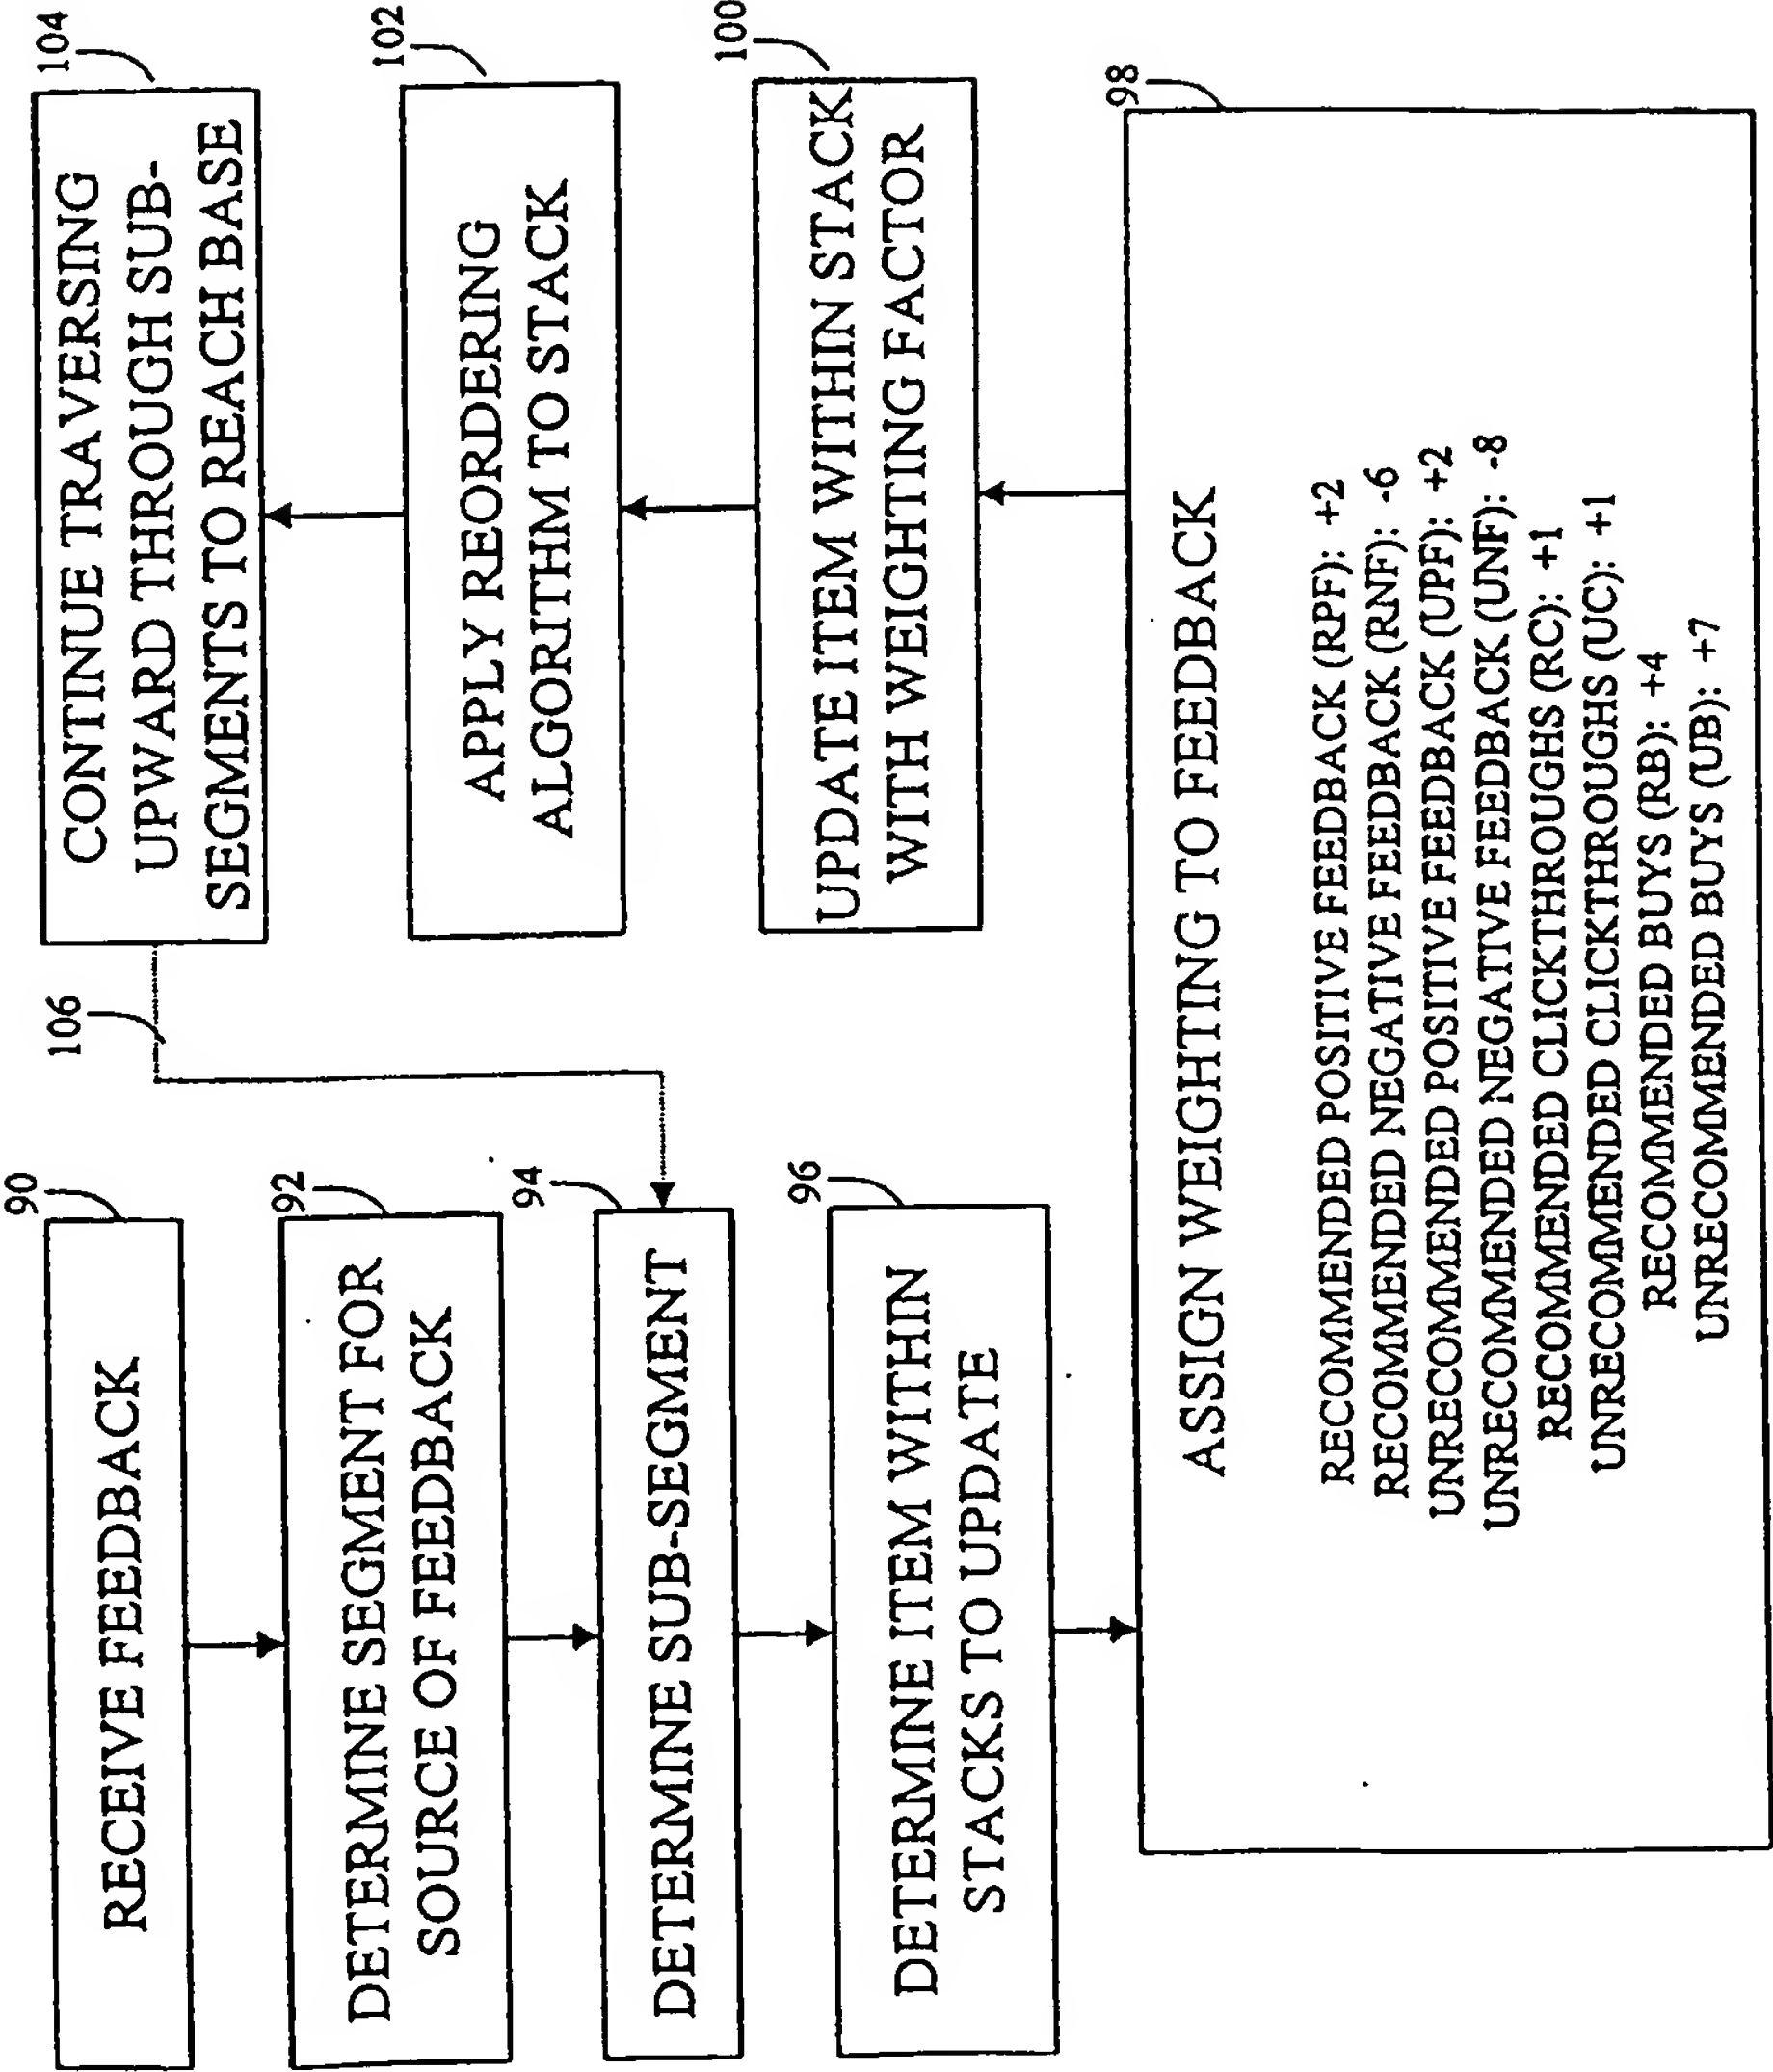 90
RECEIVE FEEDBACK
92
DETERMINE SEGMENT FOR
SOURCE OF FEEDBACK
94
DETERMINE SUB-SEGMENT
96
DETERMINE ITEM WITHIN
STACKS TO UPDATE
98
ASSIGN WEIGHTING TO FEEDBACK
RECOMMENDED POSITIVE FEEDBACK (RPF): +2
RECOMMENDED NEGATIVE FEEDBACK (RNF): -6
UNRECOMMENDED POSITIVE FEEDBACK (UPF): +2
UNRECOMMENDED NEGATIVE FEEDBACK (UNF): -8
RECOMMENDED CLICKTHROUGHS (RC): +1
UNRECOMMENDED CLICKTHROUGHS (UC): +1
RECOMMENDED BUYS (RB): +4
UNRECOMMENDED BUYS (UB): +7
100
UPDATE ITEM WITHIN STACK
WITH WEIGHTING FACTOR
102
APPLY REORDERING
ALGORITHM TO STACK
104
CONTINUE TRAVERSING
UPWARD THROUGH SUB-
SEGMENTS TO REACH BASE
106